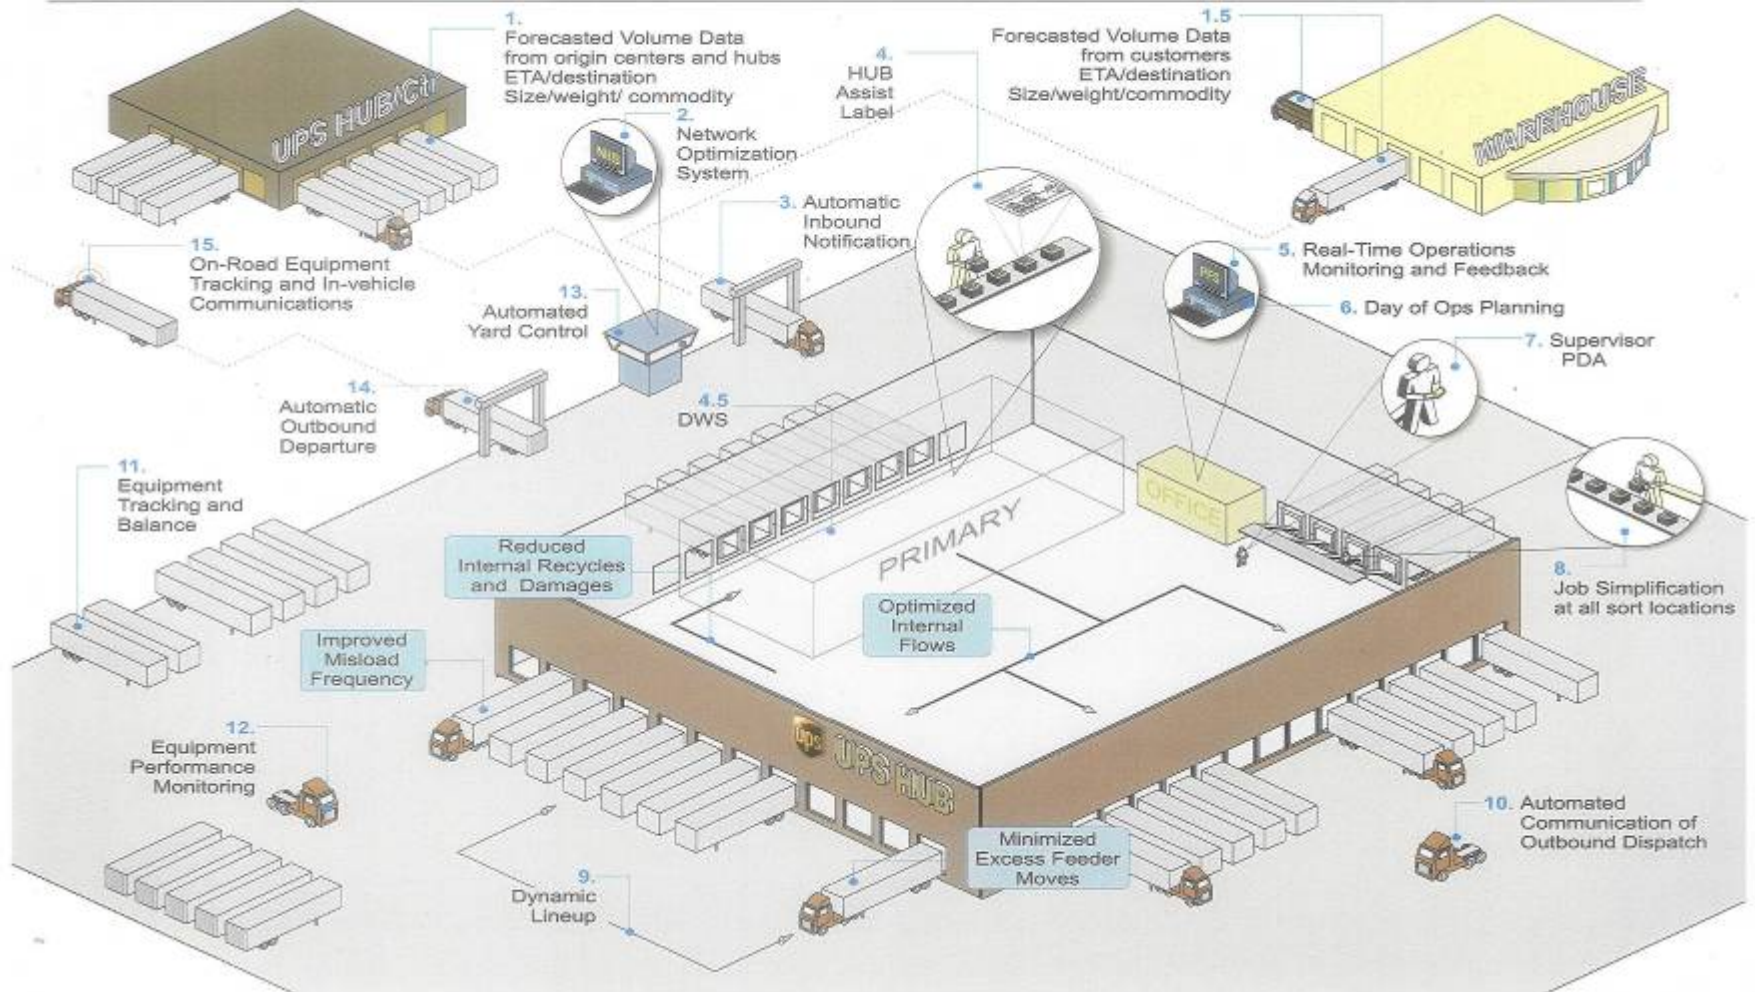 1.
Forecasted Volume Data
from origin centers and hubs
ETA/destination
Size/weight/ commodity
UPS HUB/Ctr
1.5
Forecasted Volume Data
from customers
ETA/destination
Size/weight/commodity
WAREHOUSE
2.
Network
Optimization
System
3. Automatic
Inbound
Notification
4.
HUB
Assist
Label
4.5
DWS
5. Real-Time Operations
Monitoring and Feedback
6. Day of Ops Planning
7. Supervisor
PDA
8.
Job Simplification
at all sort locations
15.
On-Road Equipment
Tracking and In-vehicle
Communications
13.
Automated
Yard Control
14.
Automatic
Outbound
Departure
11.
Equipment
Tracking and
Balance
Reduced
Internal Recycles
and Damages
PRIMARY
OFFICE
Optimized
Internal
Flows
Improved
Misload
Frequency
12.
Equipment
Performance
Monitoring
ups
UPS HUB
Minimized
Excess Feeder
Moves
9.
Dynamic
Lineup
10. Automated
Communication of
Outbound Dispatch